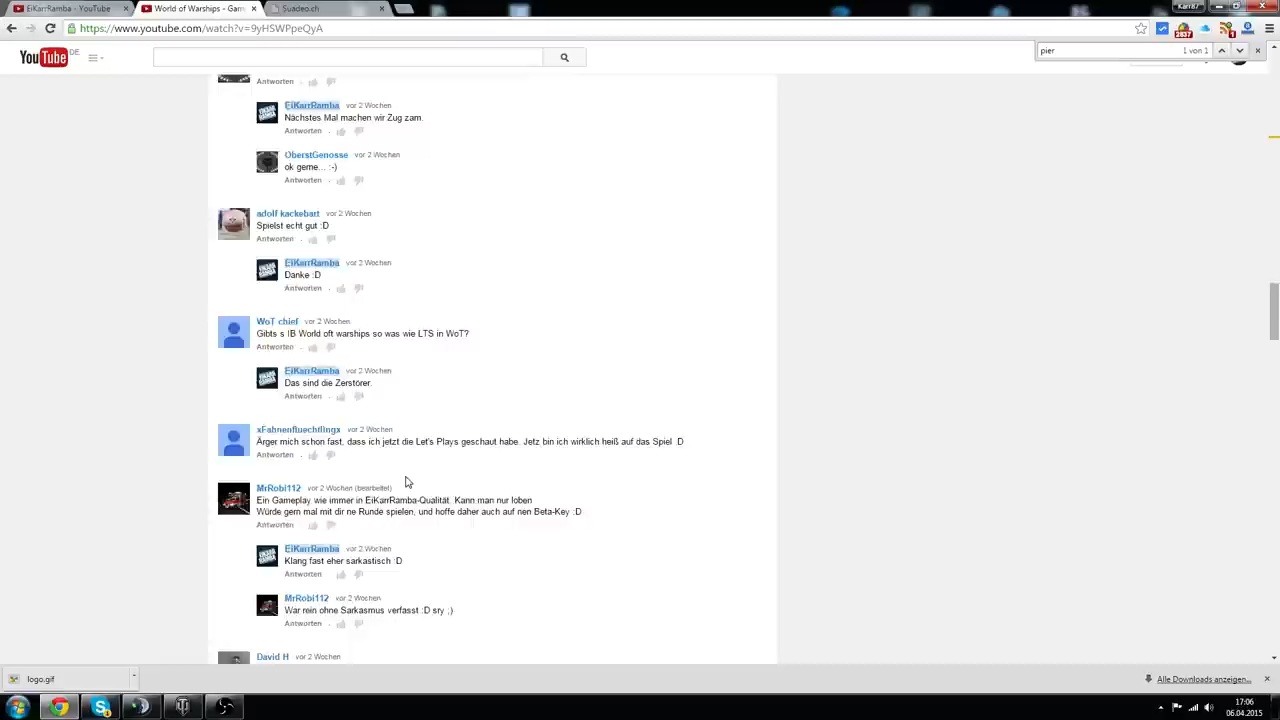 EiKarrRamba - YouTube
World of Warships - Gam
Suadeo.ch
Karr87
https://www.youtube.com/watch?v=9yHSWPpeQyA
2837
1
pier
1 von 1
YouTube DE
Antworten
EiKarrRamba vor 2 Wochen
Nächstes Mal machen wir Zug zam.
Antworten
OberstGenosse vor 2 Wochen
ok gerne... :-)
Antworten
adolf kackebart vor 2 Wochen
Spielst echt gut :D
Antworten
EiKarrRamba vor 2 Wochen
Danke :D
Antworten
WoT chief vor 2 Wochen
Gibts s IB World oft warships so was wie LTS in WoT?
Antworten
EiKarrRamba vor 2 Wochen
Das sind die Zerstörer.
Antworten
xFahnenfluechtlingx vor 2 Wochen
Ärger mich schon fast, dass ich jetzt die Let's Plays geschaut habe. Jetz bin ich wirklich heiß auf das Spiel :D
Antworten
MrRobi112 vor 2 Wochen (bearbeitet)
Ein Gameplay wie immer in EiKarrRamba-Qualität. Kann man nur loben
Würde gern mal mit dir ne Runde spielen, und hoffe daher auch auf nen Beta-Key :D
Antworten
EiKarrRamba vor 2 Wochen
Klang fast eher sarkastisch :D
Antworten
MrRobi112 vor 2 Wochen
War rein ohne Sarkasmus verfasst :D sry ;)
Antworten
David H vor 2 Wochen
logo.gif
Alle Downloads anzeigen...
17:06
06.04.2015